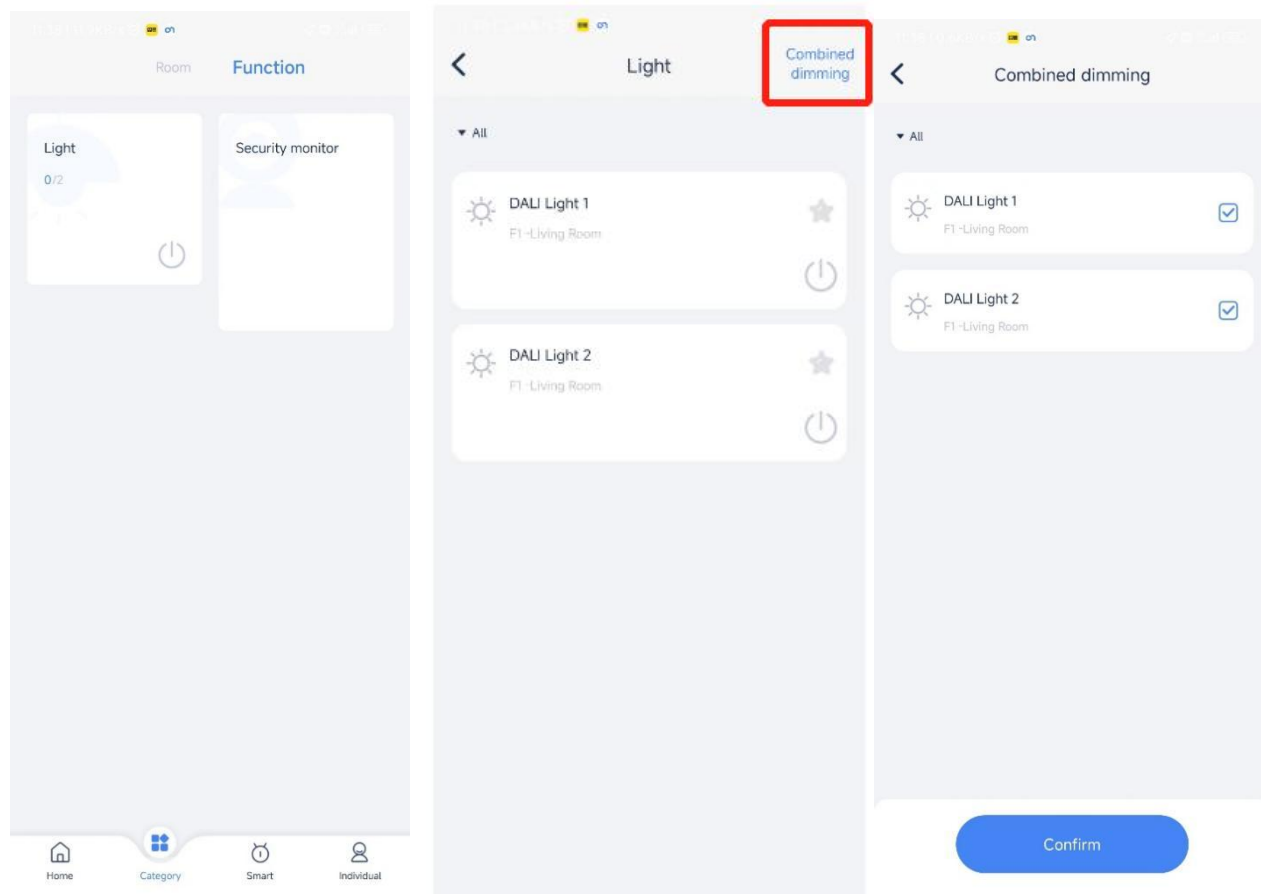 Room Function
Light
0/2
Security monitor
Home
Category
Smart
Individual
Light
Combined
dimming
All
DALI Light 1
F1-Living Room
DALI Light 2
F1-Living Room
Combined dimming
All
DALI Light 1
F1-Living Room
DALI Light 2
F1-Living Room
Confirm